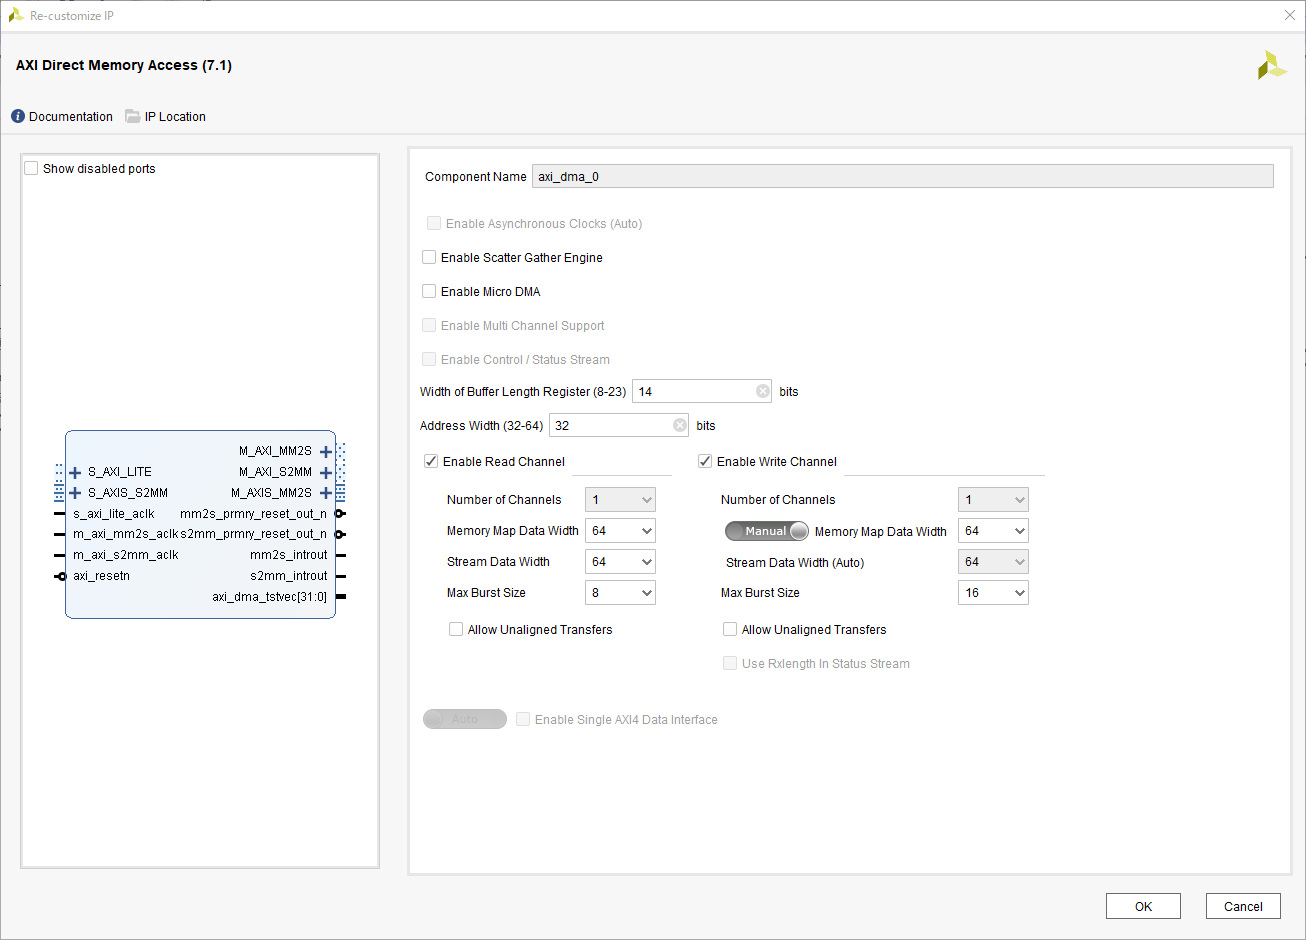 Re-customize IP
AXI Direct Memory Access (7.1)
Documentation IP Location
Show disabled ports
M_AXI_MM2S
S_AXI_LITE M_AXI_S2MM
S_AXIS_S2MM M_AXIS_MM2S
s_axi_lite_aclk mm2s_prmry_reset_out_n
m_axi_mm2s_aclk s2mm_prmry_reset_out_n
m_axi_s2mm_aclk mm2s_introut
axi_resetn s2mm_introut
axi_dma_tstvec[31:0]
Component Name axi_dma_0
Enable Asynchronous Clocks (Auto)
Enable Scatter Gather Engine
Enable Micro DMA
Enable Multi Channel Support
Enable Control / Status Stream
Width of Buffer Length Register (8-23) 14 bits
Address Width (32-64) 32 bits
Enable Read Channel Enable Write Channel
Number of Channels 1 Number of Channels 1
Memory Map Data Width 64 Manual Memory Map Data Width 64
Stream Data Width 64 Stream Data Width (Auto) 64
Max Burst Size 8 Max Burst Size 16
Allow Unaligned Transfers Allow Unaligned Transfers
Use Rxlength In Status Stream
Auto Enable Single AXI4 Data Interface
OK Cancel